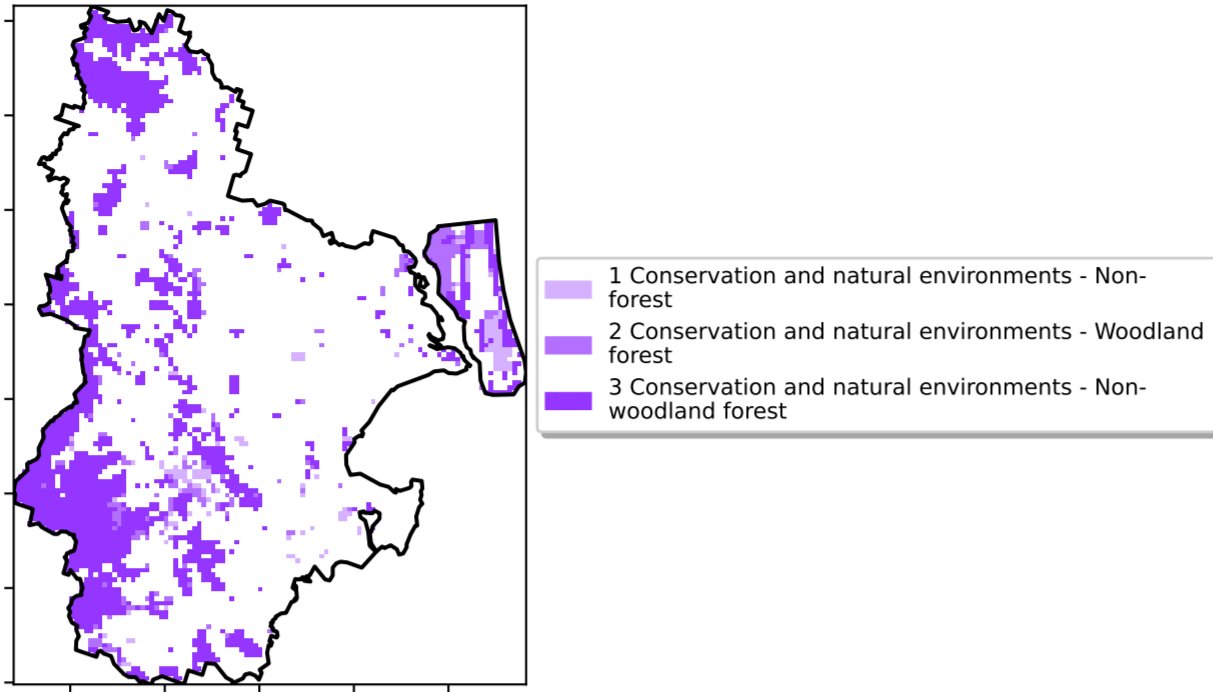 1 Conservation and natural environments - Non-
forest
2 Conservation and natural environments - Woodland
forest
3 Conservation and natural environments - Non-
woodland forest